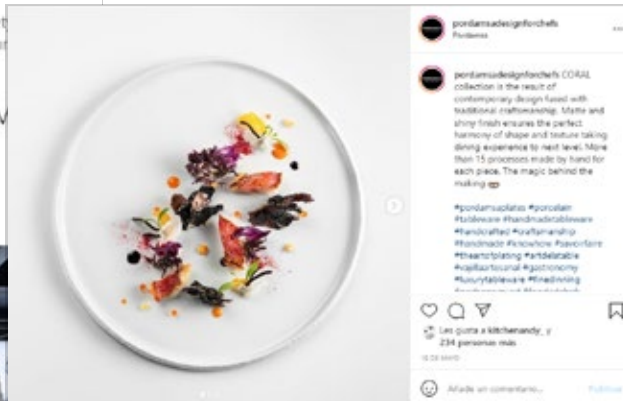 pordamsadesignforchefs
Pordamsa
pordamsadesignforchefs CORAL
collection is the result of
contemporary design fused with
traditional craftsmanship. Matte and
shiny finish ensures the perfect
harmony of shape and texture taking
dining experience to next level. More
than 15 processes made by hand for
each piece. The magic behind the
making
#pordamsaplates #porcelain
#tableware #handmadetableware
#handcrafted #craftsmanship
#handmade #knowhow #savoirfaire
#theartofplating #artdelatable
#vajillaartesanal #gastronomy
#luxurytableware #finedinning
Les gusta a kitchenandy_ y
234 personas más
Añade un comentario...
Publicar